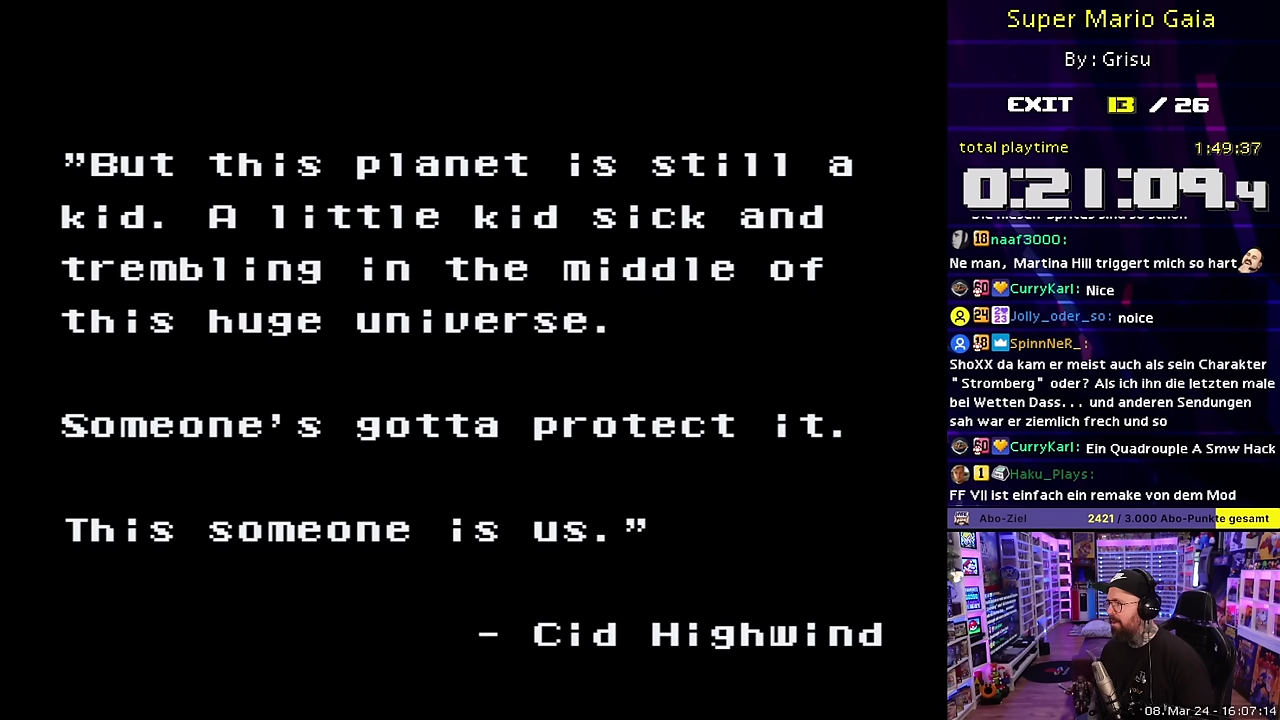 "But this planet is still a
kid. A little kid sick and
trembling in the middle of
this huge universe.
Someone's gotta protect it.
This someone is us."
- Cid Highwind
Super Mario Gaia
By : Grisu
EXIT 13 / 26
total playtime 1:49:37
0:21:09.4
18 naaf3000:
Ne man, Martina Hill triggert mich so hart
60 CurryKarl: Nice
24 Jolly_oder_so: noice
18 SpinnNeR_:
ShoXX da kam er meist auch als sein Charakter
"Stromberg" oder? Als ich ihn die letzten male
bei Wetten Dass... und anderen Sendungen
sah war er ziemlich frech und so
60 CurryKarl: Ein Quadrouple A Smw Hack
1 Haku_Plays:
FF VII ist einfach ein remake von dem Mod
Abo-Ziel 2421 / 3.000 Abo-Punkte gesamt
08. Mar 24 - 16:07:14